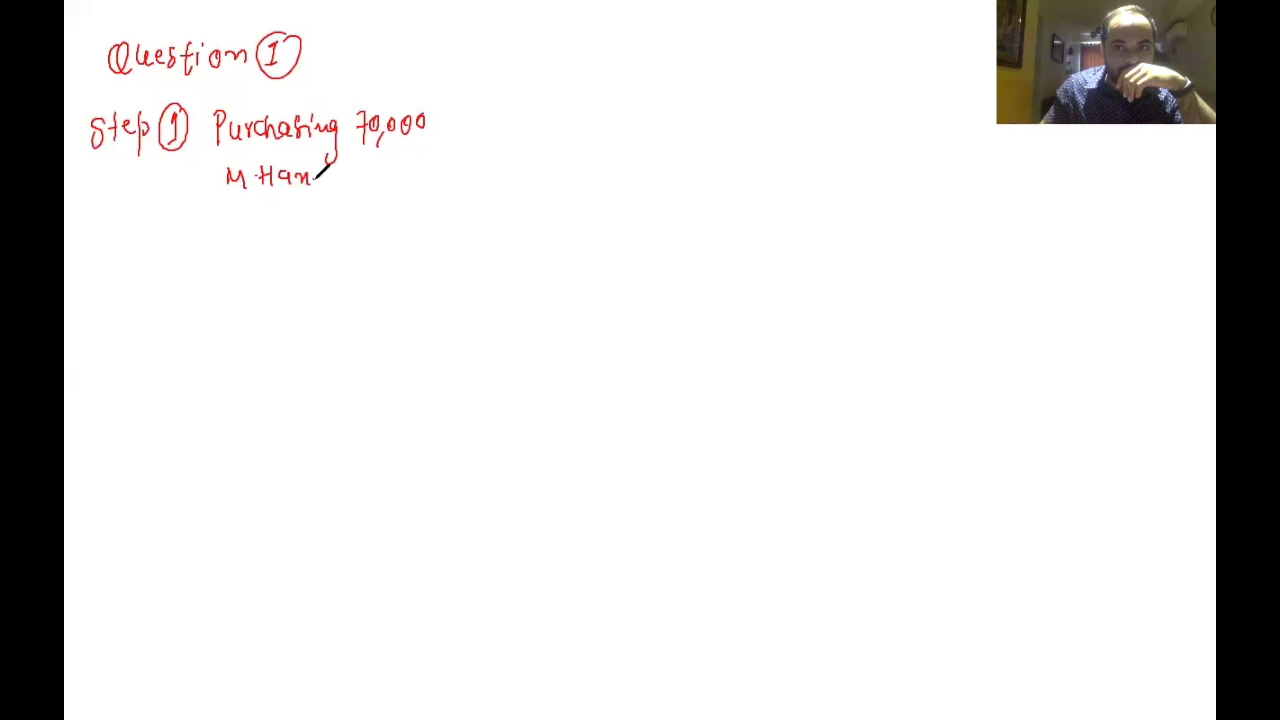 Question 1
Step 1 Purchasing 70,000
M Han